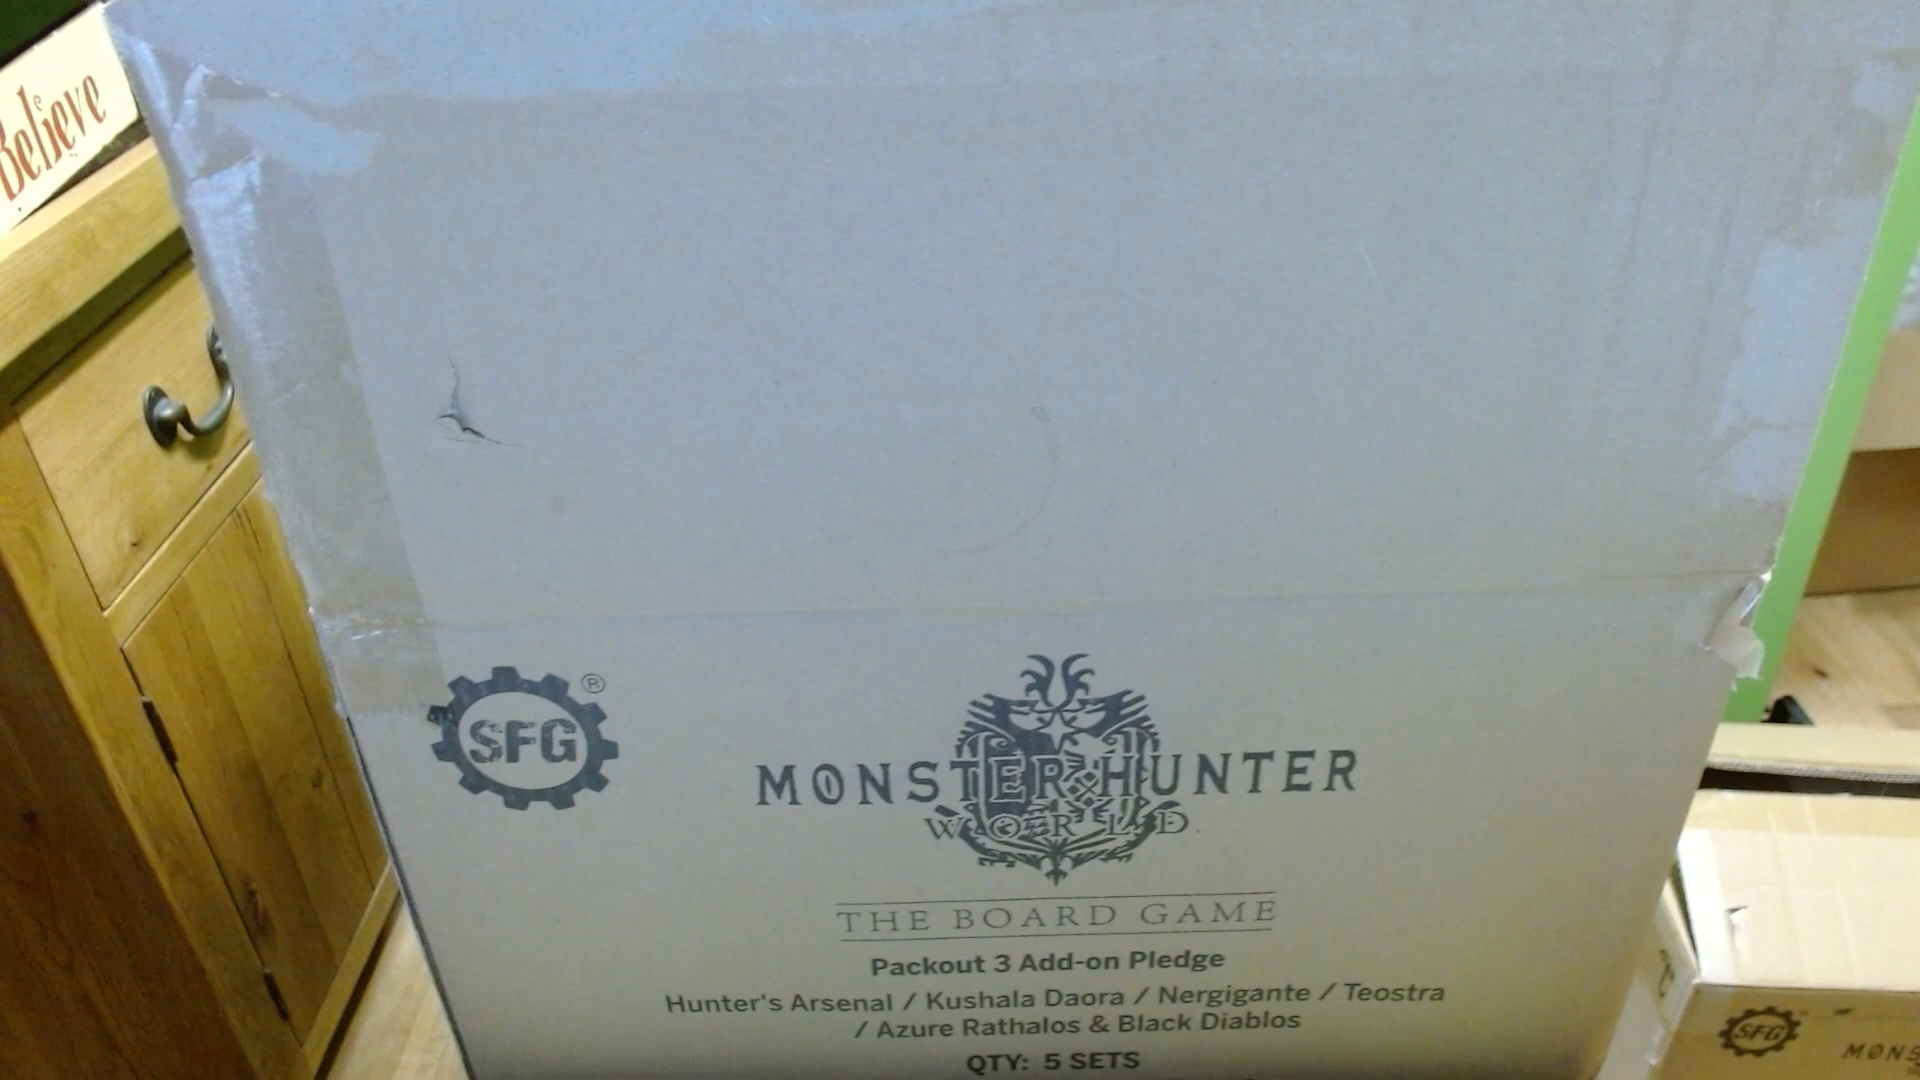 Believe
SFG®
MONSTER HUNTER
WORLD
THE BOARD GAME
Packout 3 Add-on Pledge
Hunter's Arsenal / Kushala Daora / Nergigante / Teostra
/ Azure Rathalos & Black Diablos
QTY: 5 SETS
SFG
MONS